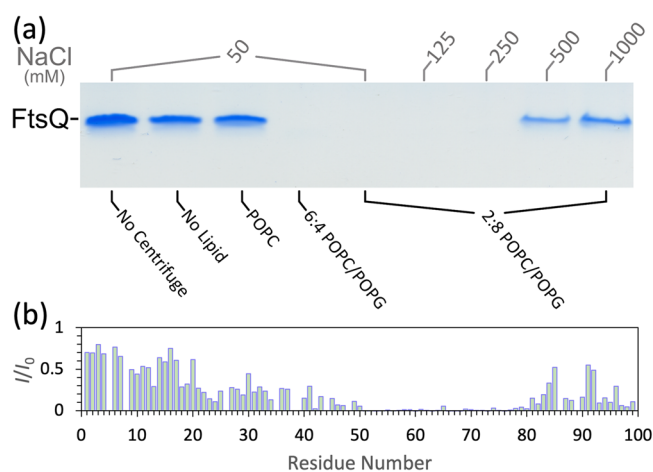 (a)
NaCl
(mM)
50
125
250
500
1000
FtsQ-
No Centrifuge
No Lipid
POPC
6:4 POPC/POPG
2:8 POPC/POPG
(b)
I/I0
1
0.5
0
0 10 20 30 40 50 60 70 80 90 100
Residue Number